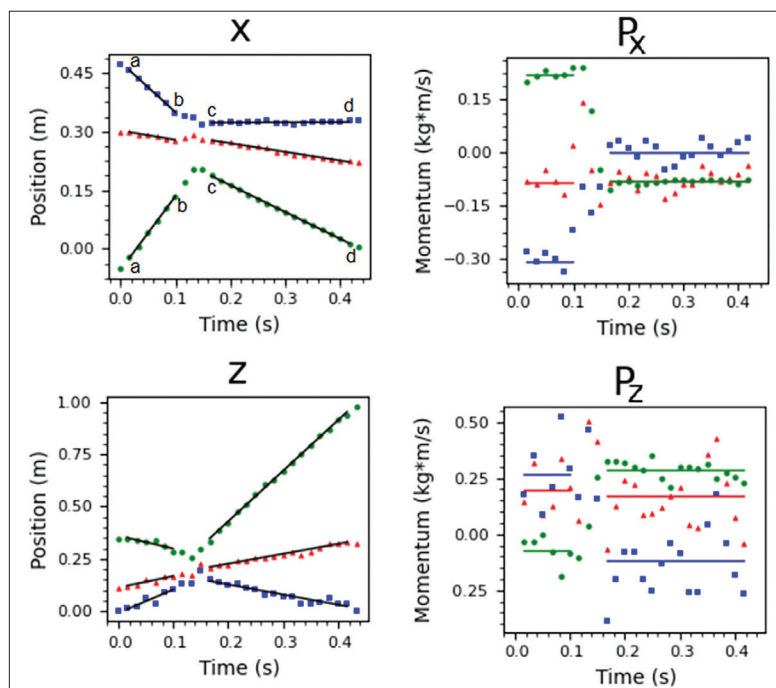 X
Position (m)
0.45
0.30
0.15
0.00
a
b
c
d
b
c
a
d
0.0 0.1 0.2 0.3 0.4
Time (s)
Px
Momentum (kg*m/s)
0.15
0.00
−0.15
−0.30
0.0 0.1 0.2 0.3 0.4
Time (s)
Z
Position (m)
1.00
0.75
0.50
0.25
0.00
0.0 0.1 0.2 0.3 0.4
Time (s)
Pz
Momentum (kg*m/s)
0.50
0.25
0.00
0.25
0.0 0.1 0.2 0.3 0.4
Time (s)